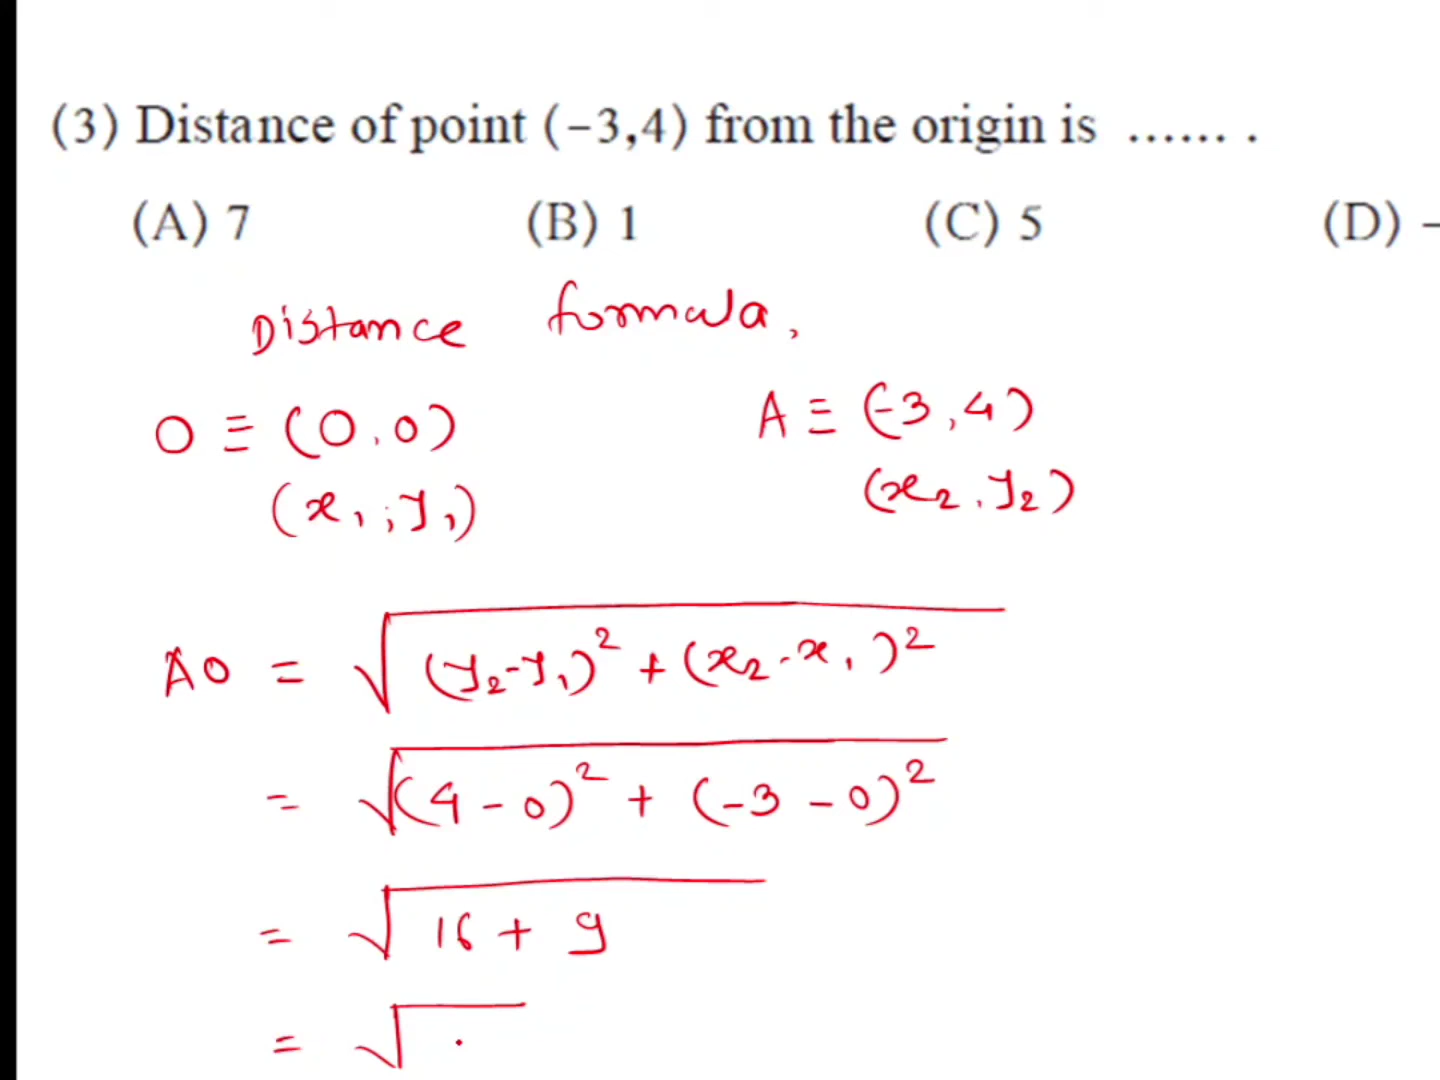 (3) Distance of point (−3,4) from the origin is ...... .
(A) 7 (B) 1 (C) 5 (D) −
Distance formula,
O ≡ (0,0) A ≡ (-3,4)
(x₁,y₁) (x₂,y₂)
AO = √((y₂-y₁)² + (x₂-x₁)²)
= √((4-0)² + (-3-0)²)
= √(16 + 9)
= √